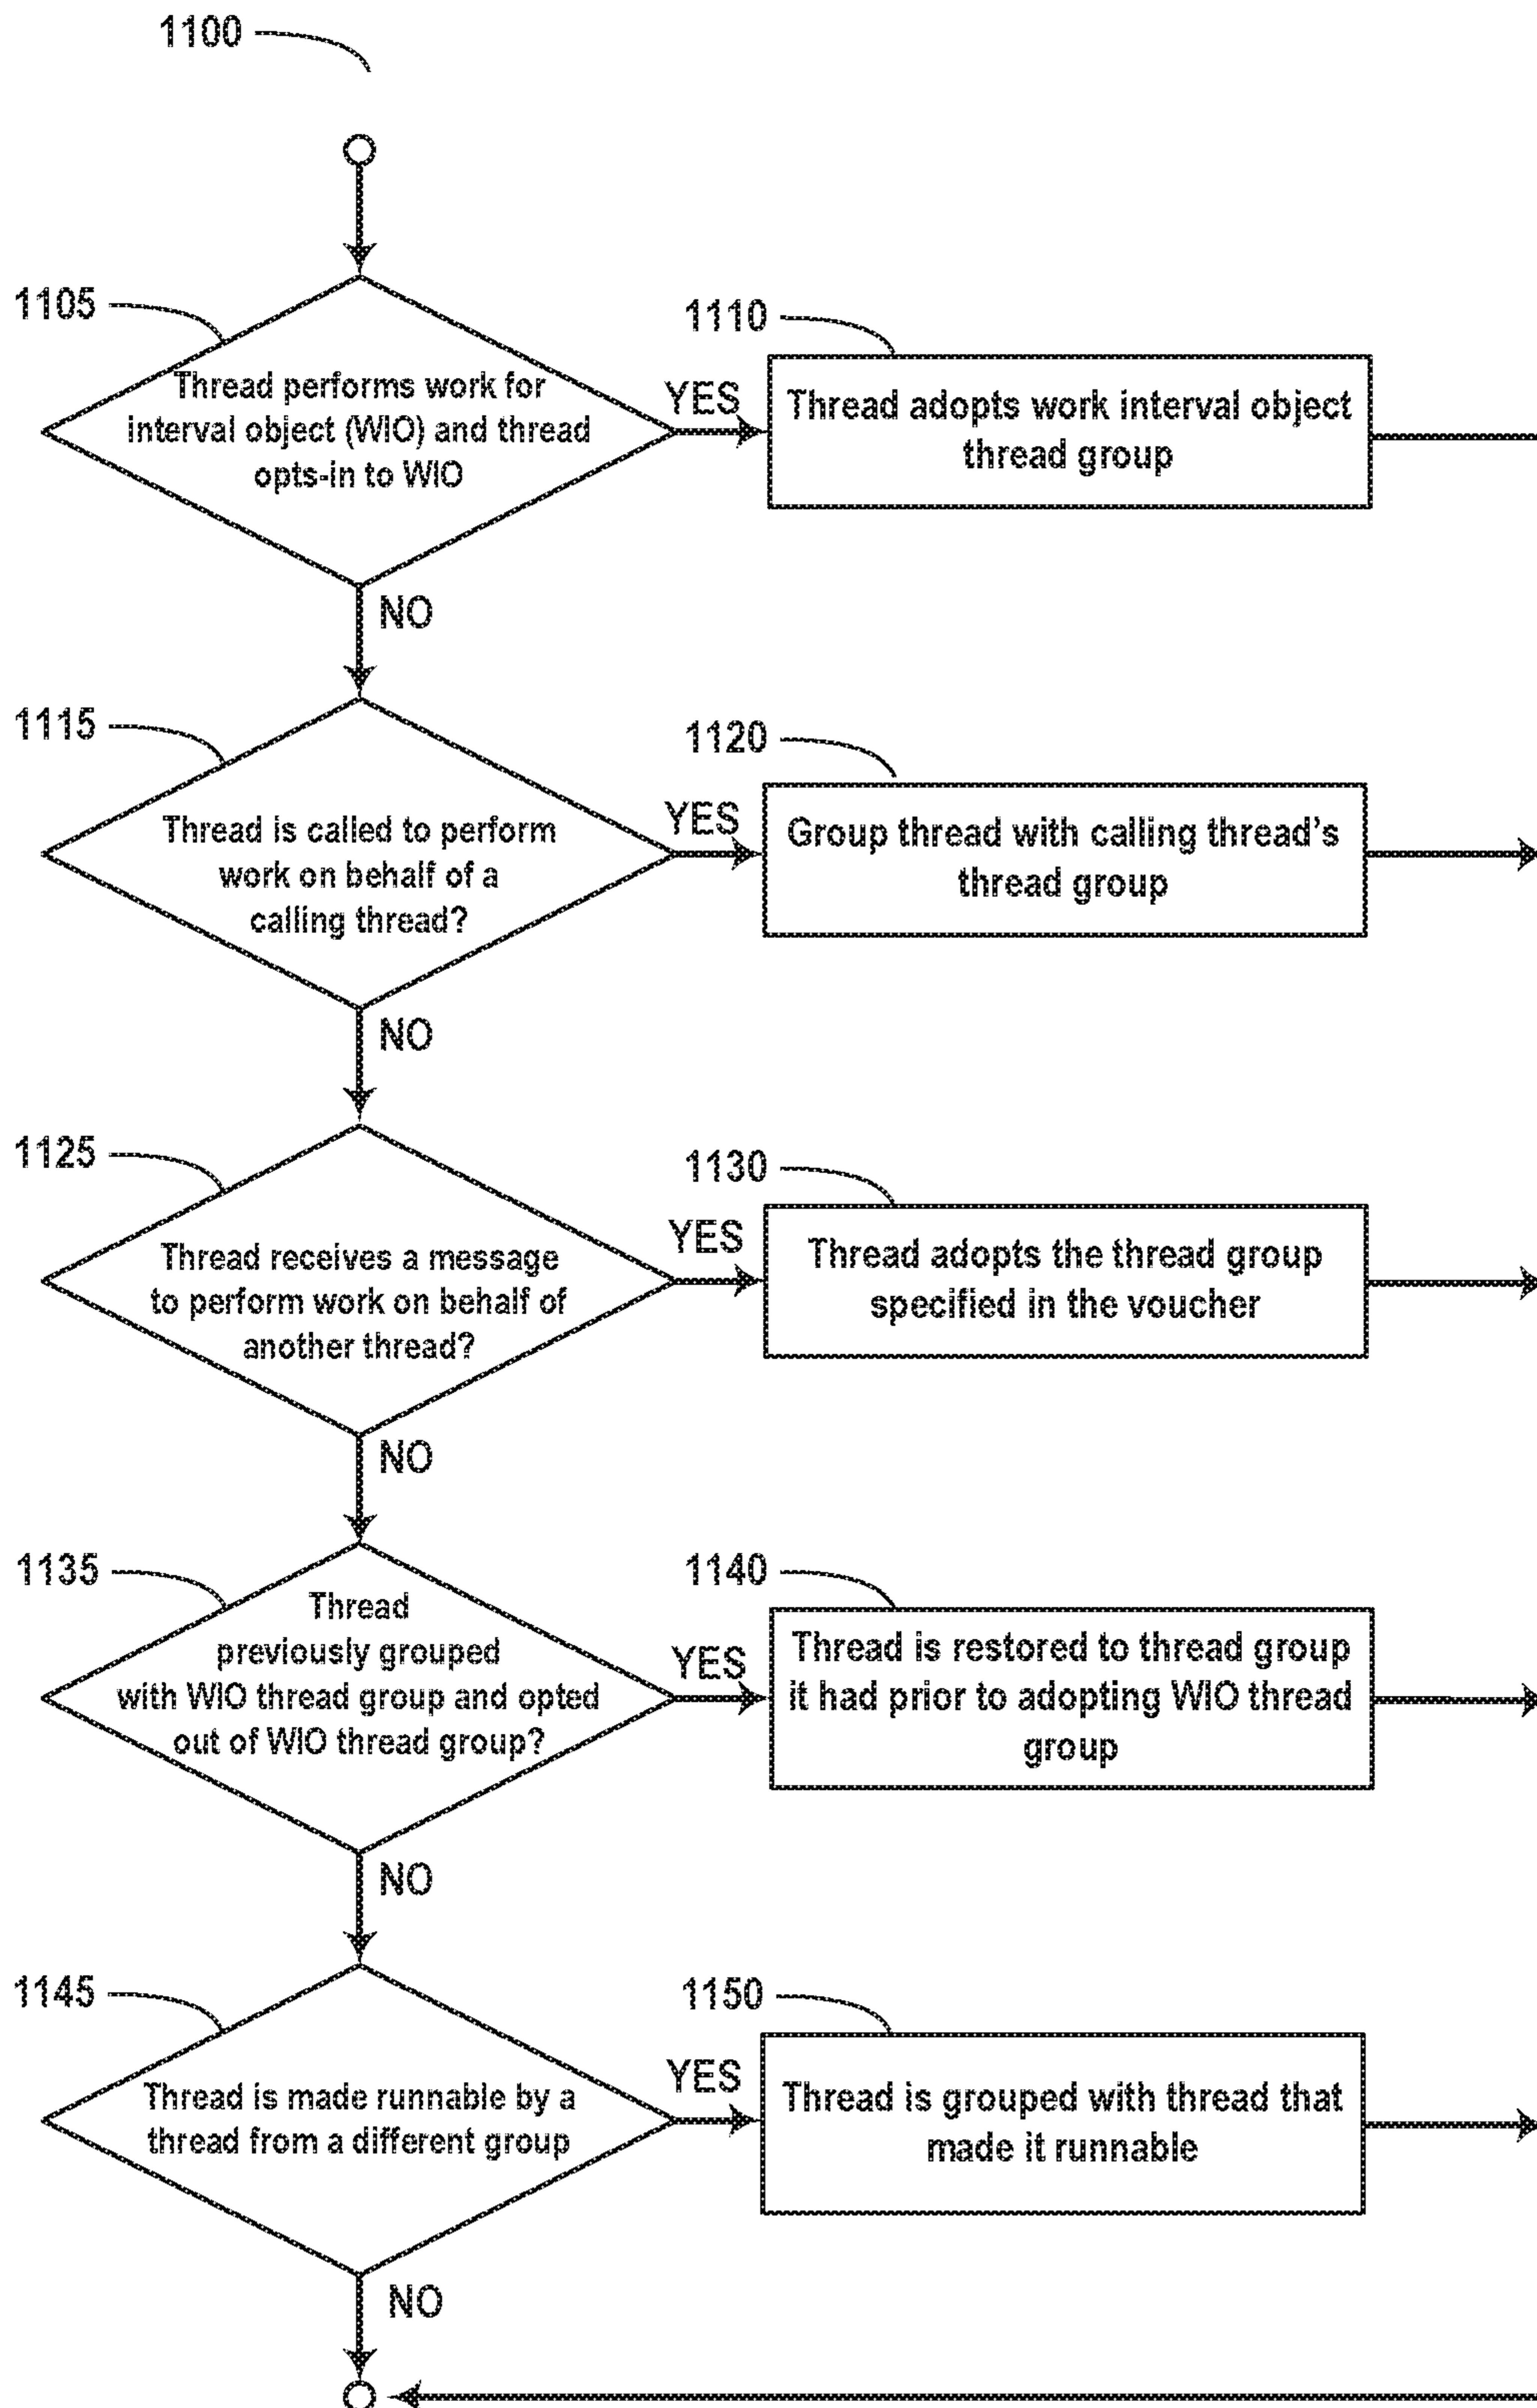 1100
1105
Thread performs work for
interval object (WIO) and thread
opts-in to WIO
YES
1110
Thread adopts work interval object
thread group
NO
1115
Thread is called to perform
work on behalf of a
calling thread?
YES
1120
Group thread with calling thread's
thread group
NO
1125
Thread receives a message
to perform work on behalf of
another thread?
YES
1130
Thread adopts the thread group
specified in the voucher
NO
1135
Thread
previously grouped
with WIO thread group and opted
out of WIO thread group?
YES
1140
Thread is restored to thread group
it had prior to adopting WIO thread
group
NO
1145
Thread is made runnable by a
thread from a different group
YES
1150
Thread is grouped with thread that
made it runnable
NO